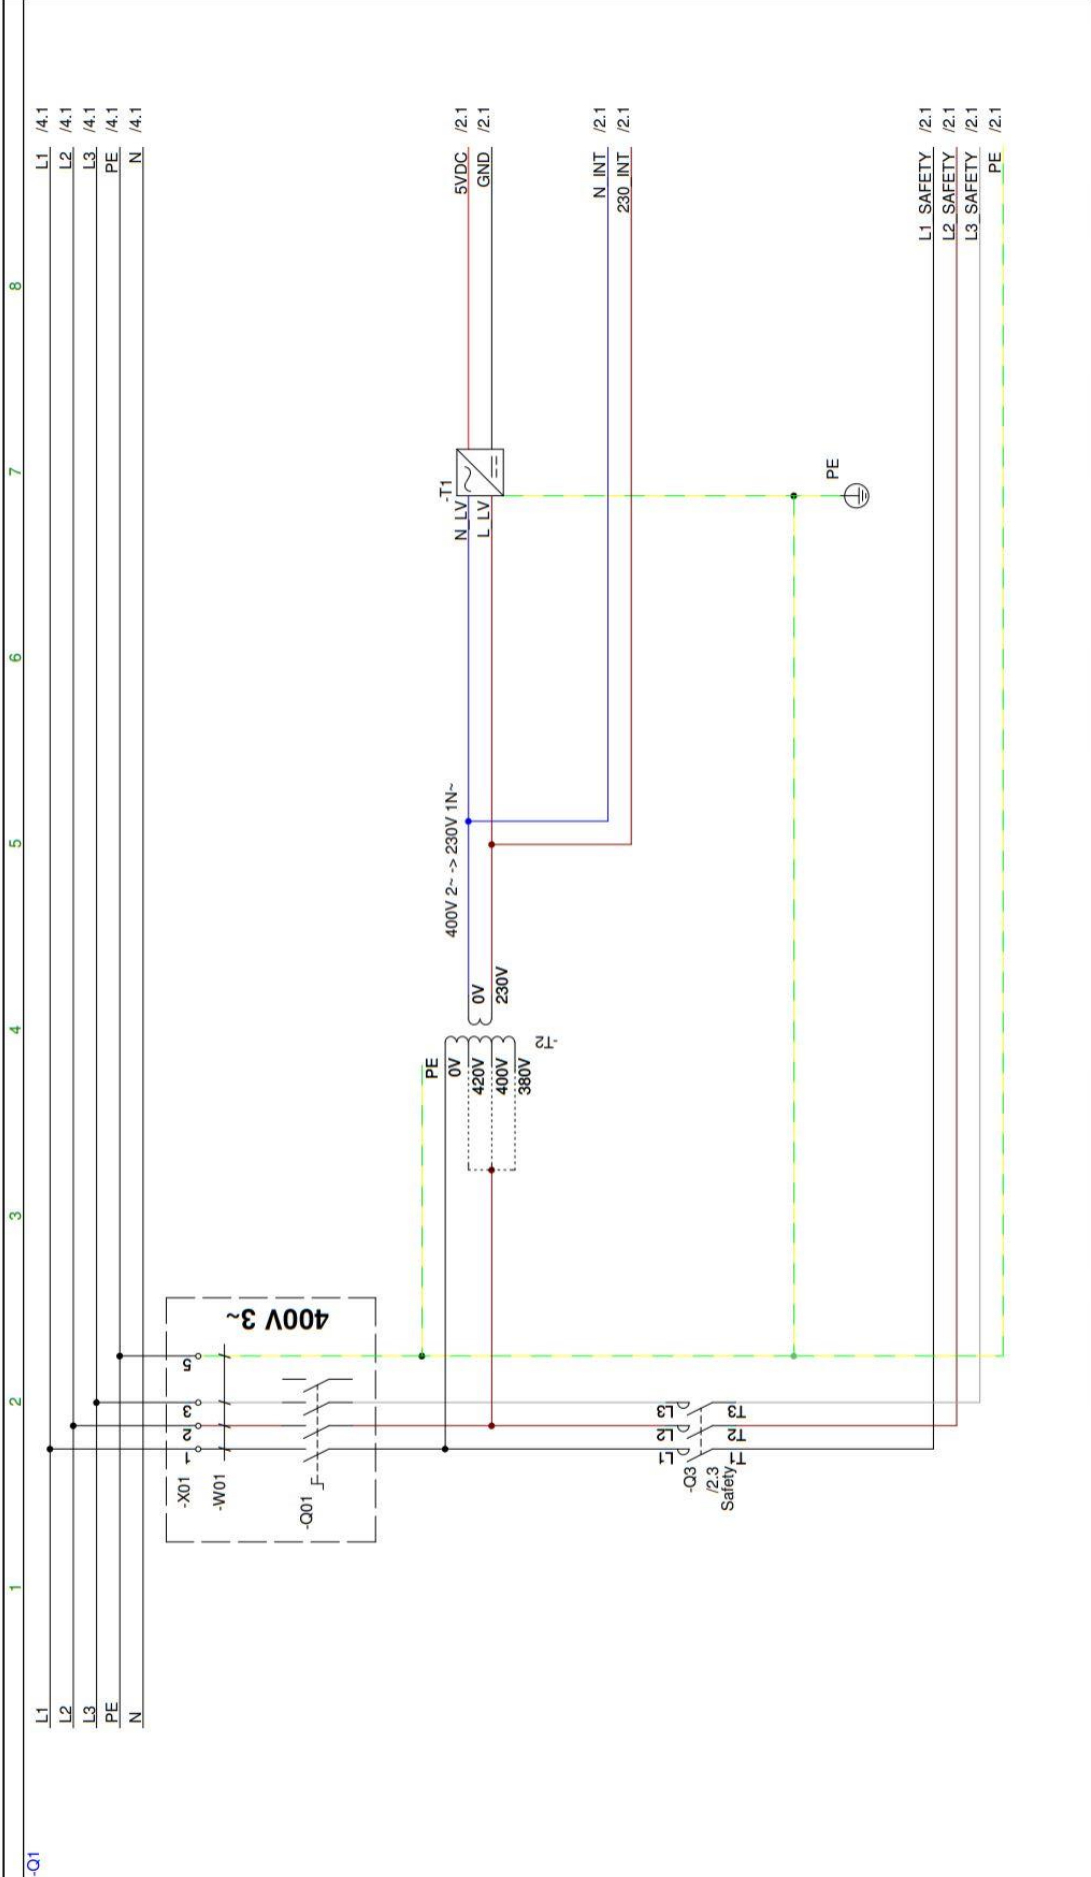 -Q1
1
2
3
4
5
6
7
8
L1
L1 /4.1
L2
L2 /4.1
L3
L3 /4.1
PE
PE /4.1
N
N /4.1
-X01
1
2
3
5
-W01
-Q01
400V 3~
PE
0V
420V
400V
380V
-T2
0V
230V
400V 2~ -> 230V 1N~
N_LV
L_LV
-T1
5VDC /2.1
GND /2.1
N_INT /2.1
230_INT /2.1
PE
-Q3
/2.3
Safety
L1
L2
L3
T1
T2
T3
L1_SAFETY /2.1
L2_SAFETY /2.1
L3_SAFETY /2.1
PE /2.1